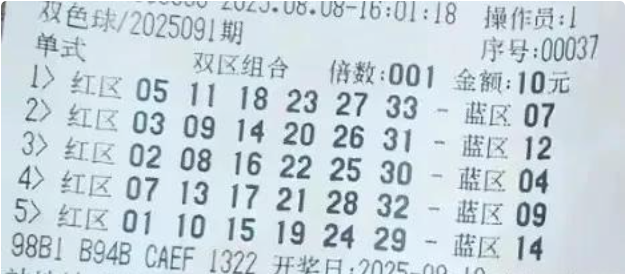 2025.08.08-16:01:18 操作员:1
双色球/2025091期 序号:00037
单式 双区组合 倍数:001 金额:10元
1> 红区 05 11 18 23 27 33 - 蓝区 07
2> 红区 03 09 14 20 26 31 - 蓝区 12
3> 红区 02 08 16 22 25 30 - 蓝区 04
4> 红区 07 13 17 21 28 32 - 蓝区 09
5> 红区 01 10 15 19 24 29 - 蓝区 14
98B1 B94B CAEF 1322 开奖日:2025-0